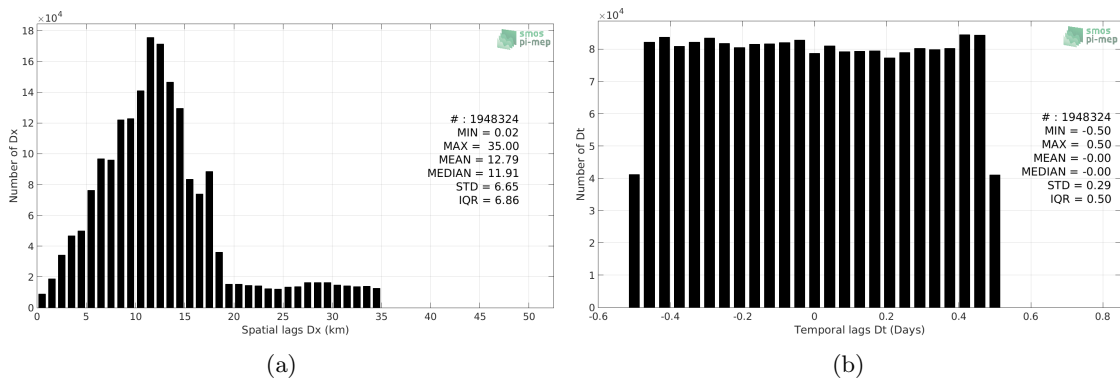 ×10⁴
18
16
14
12
10
8
6
4
2
0
Number of Dx
smos
pi-mep
# : 1948324
MIN = 0.02
MAX = 35.00
MEAN = 12.79
MEDIAN = 11.91
STD = 6.65
IQR = 6.86
0 5 10 15 20 25 30 35 40 45 50
Spatial lags Dx (km)
(a)
×10⁴
8
6
4
2
0
Number of Dt
smos
pi-mep
# : 1948324
MIN = -0.50
MAX = 0.50
MEAN = -0.00
MEDIAN = -0.00
STD = 0.29
IQR = 0.50
-0.6 -0.4 -0.2 0 0.2 0.4 0.6 0.8
Temporal lags Dt (Days)
(b)